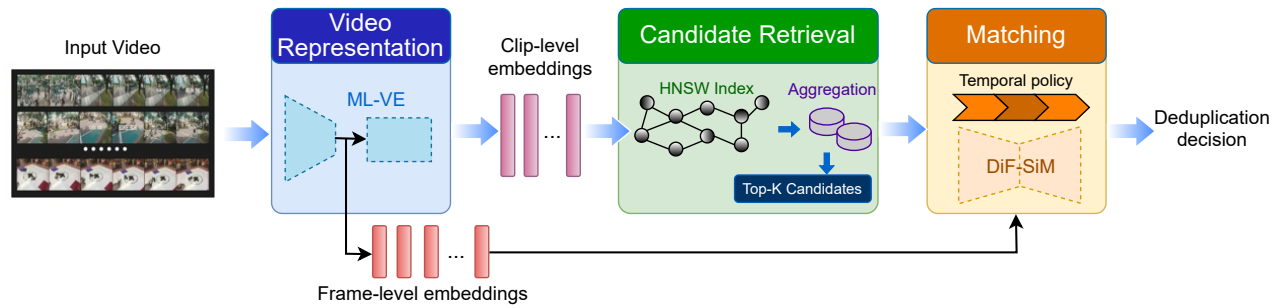 Input Video
Video
Representation
ML-VE
Clip-level
embeddings
...
Candidate Retrieval
HNSW Index
Aggregation
Top-K Candidates
Matching
Temporal policy
DiF-SiM
Deduplication
decision
...
Frame-level embeddings